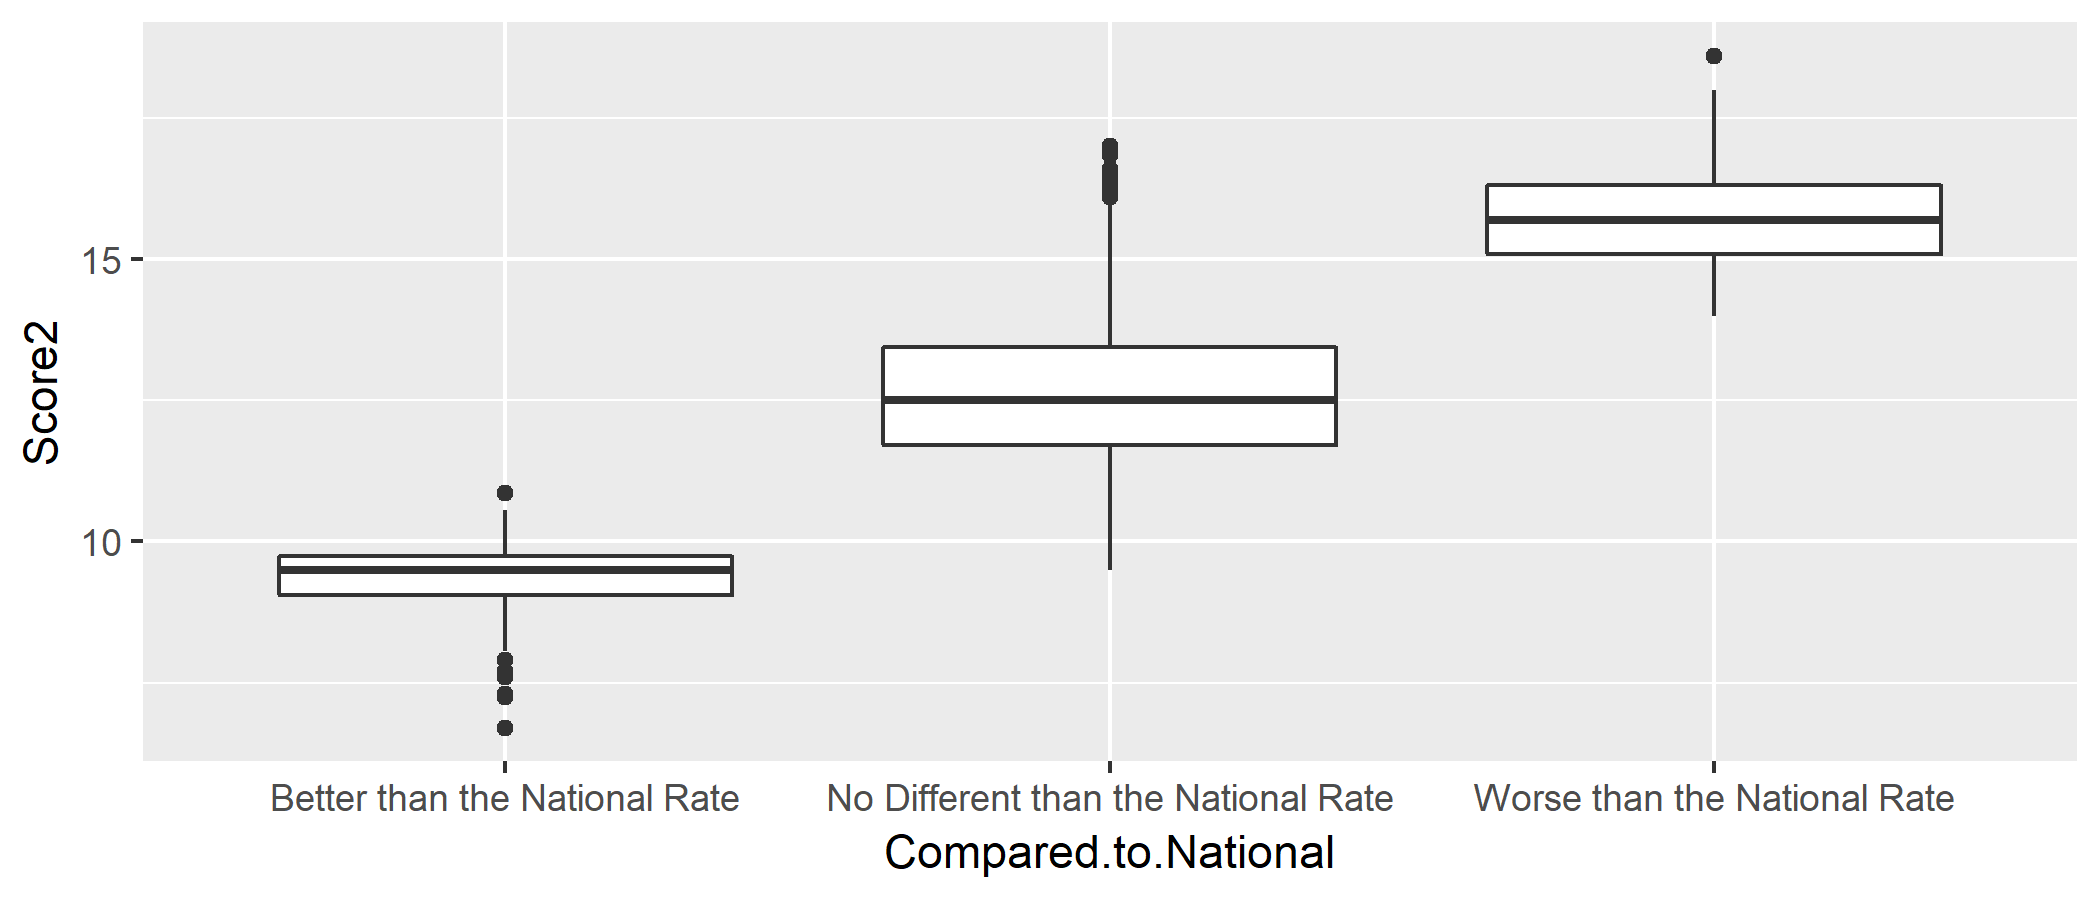 Score2
15
10
Better than the National Rate
No Different than the National Rate
Worse than the National Rate
Compared.to.National